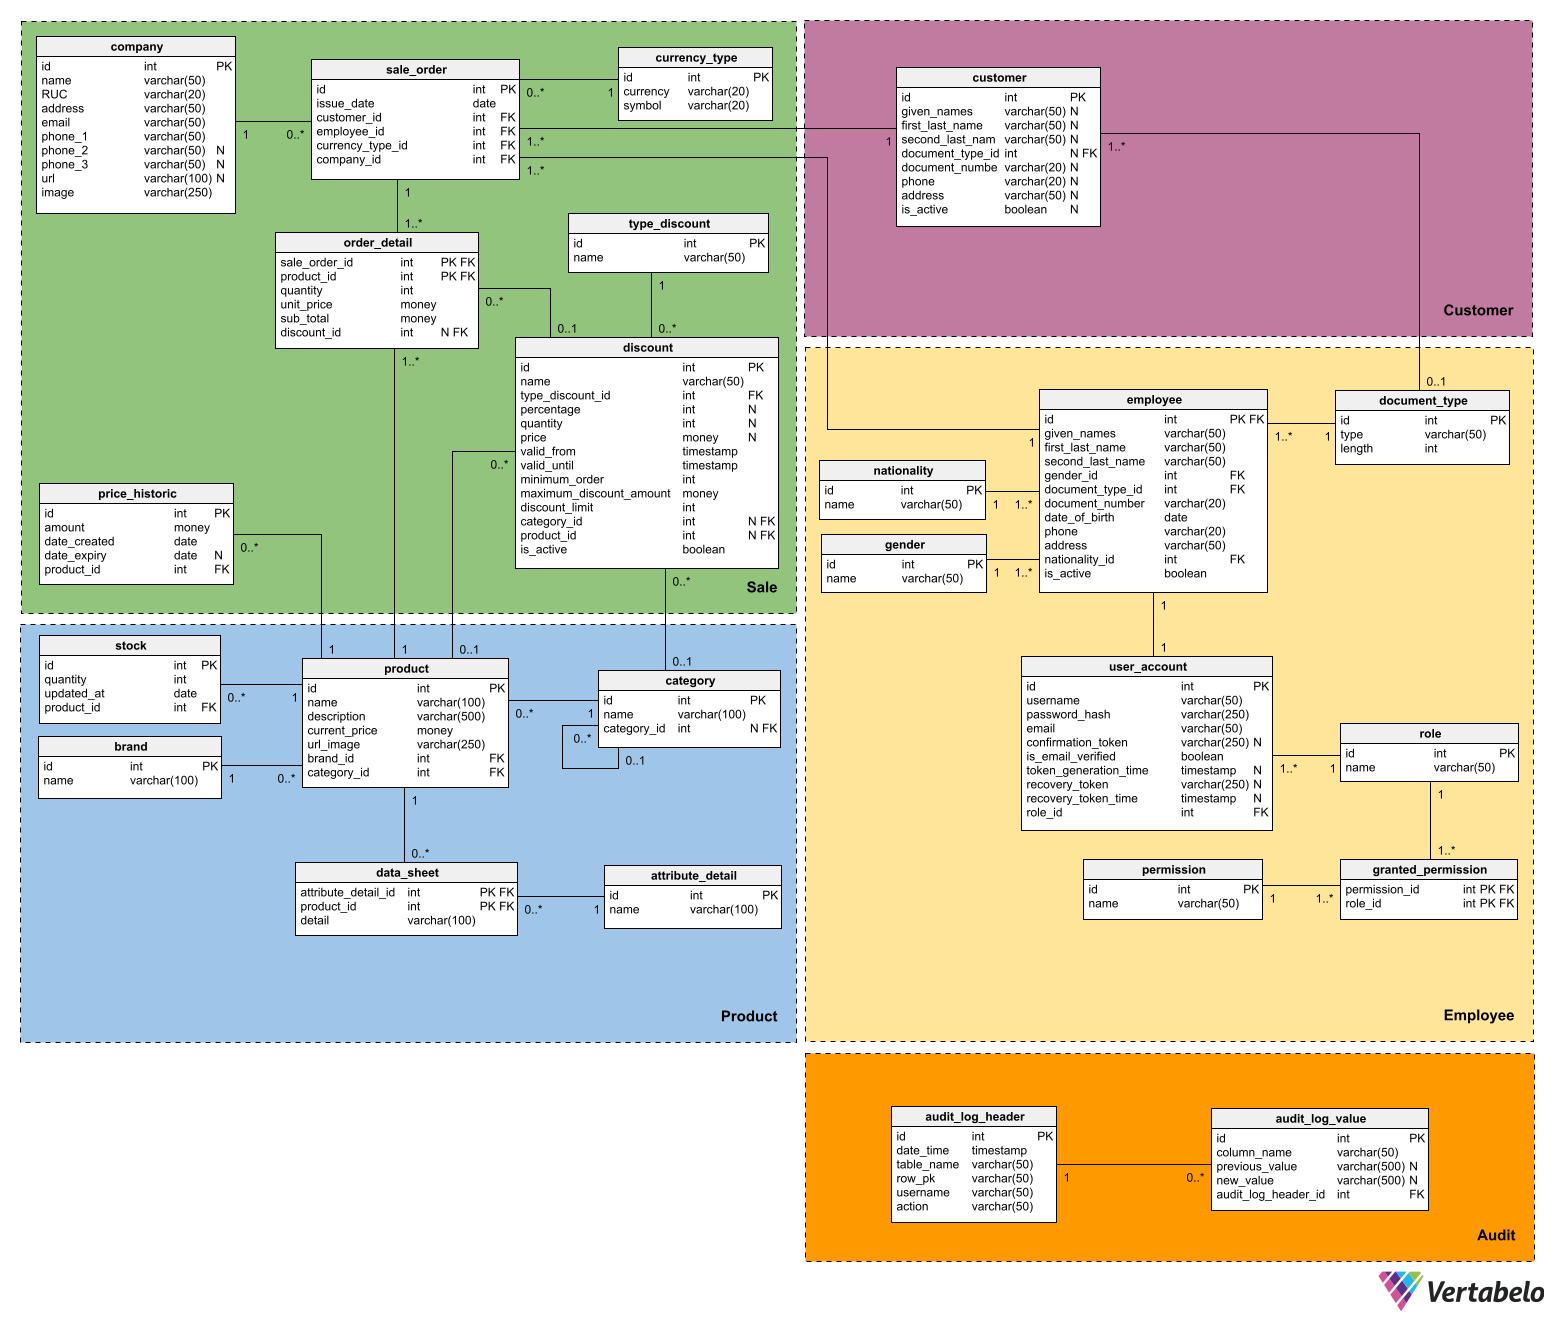 company
id int PK
name varchar(50)
RUC varchar(20)
address varchar(50)
email varchar(50)
phone_1 varchar(50)
phone_2 varchar(50) N
phone_3 varchar(50) N
url varchar(100) N
image varchar(250)
1 0..*
sale_order
id int PK
issue_date date
customer_id int FK
employee_id int FK
currency_type_id int FK
company_id int FK
0..* 1
1..* 1
1..* 1
1
1..*
currency_type
id int PK
currency varchar(20)
symbol varchar(20)
order_detail
sale_order_id int PK FK
product_id int PK FK
quantity int
unit_price money
sub_total money
discount_id int N FK
0..*
0..1
1..*
1
type_discount
id int PK
name varchar(50)
1
0..*
discount
id int PK
name varchar(50)
type_discount_id int FK
percentage int N
quantity int N
price money N
valid_from timestamp
valid_until timestamp
minimum_order int
maximum_discount_amount money
discount_limit int
category_id int N FK
product_id int N FK
is_active boolean
0..*
0..1
0..*
0..1
price_historic
id int PK
amount money
date_created date
date_expiry date N
product_id int FK
0..*
1
Sale
customer
id int PK
given_names varchar(50) N
first_last_name varchar(50) N
second_last_nam varchar(50) N
document_type_id int N FK
document_numbe varchar(20) N
phone varchar(20) N
address varchar(50) N
is_active boolean N
1..*
0..1
Customer
stock
id int PK
quantity int
updated_at date
product_id int FK
0..* 1
brand
id int PK
name varchar(100)
1 0..*
product
id int PK
name varchar(100)
description varchar(500)
current_price money
url_image varchar(250)
brand_id int FK
category_id int FK
0..* 1
1
0..*
category
id int PK
name varchar(100)
category_id int N FK
0..*
0..1
data_sheet
attribute_detail_id int PK FK
product_id int PK FK
detail varchar(100)
0..* 1
attribute_detail
id int PK
name varchar(100)
Product
employee
id int PK FK
given_names varchar(50)
first_last_name varchar(50)
second_last_name varchar(50)
gender_id int FK
document_type_id int FK
document_number varchar(20)
date_of_birth date
phone varchar(20)
address varchar(50)
nationality_id int FK
is_active boolean
1..* 1
document_type
id int PK
type varchar(50)
length int
nationality
id int PK
name varchar(50)
1 1..*
gender
id int PK
name varchar(50)
1 1..*
1
1
user_account
id int PK
username varchar(50)
password_hash varchar(250)
email varchar(50)
confirmation_token varchar(250) N
is_email_verified boolean
token_generation_time timestamp N
recovery_token varchar(250) N
recovery_token_time timestamp N
role_id int FK
1..* 1
role
id int PK
name varchar(50)
1
1..*
permission
id int PK
name varchar(50)
1 1..*
granted_permission
permission_id int PK FK
role_id int PK FK
Employee
audit_log_header
id int PK
date_time timestamp
table_name varchar(50)
row_pk varchar(50)
username varchar(50)
action varchar(50)
1 0..*
audit_log_value
id int PK
column_name varchar(50)
previous_value varchar(500) N
new_value varchar(500) N
audit_log_header_id int FK
Audit
Vertabelo